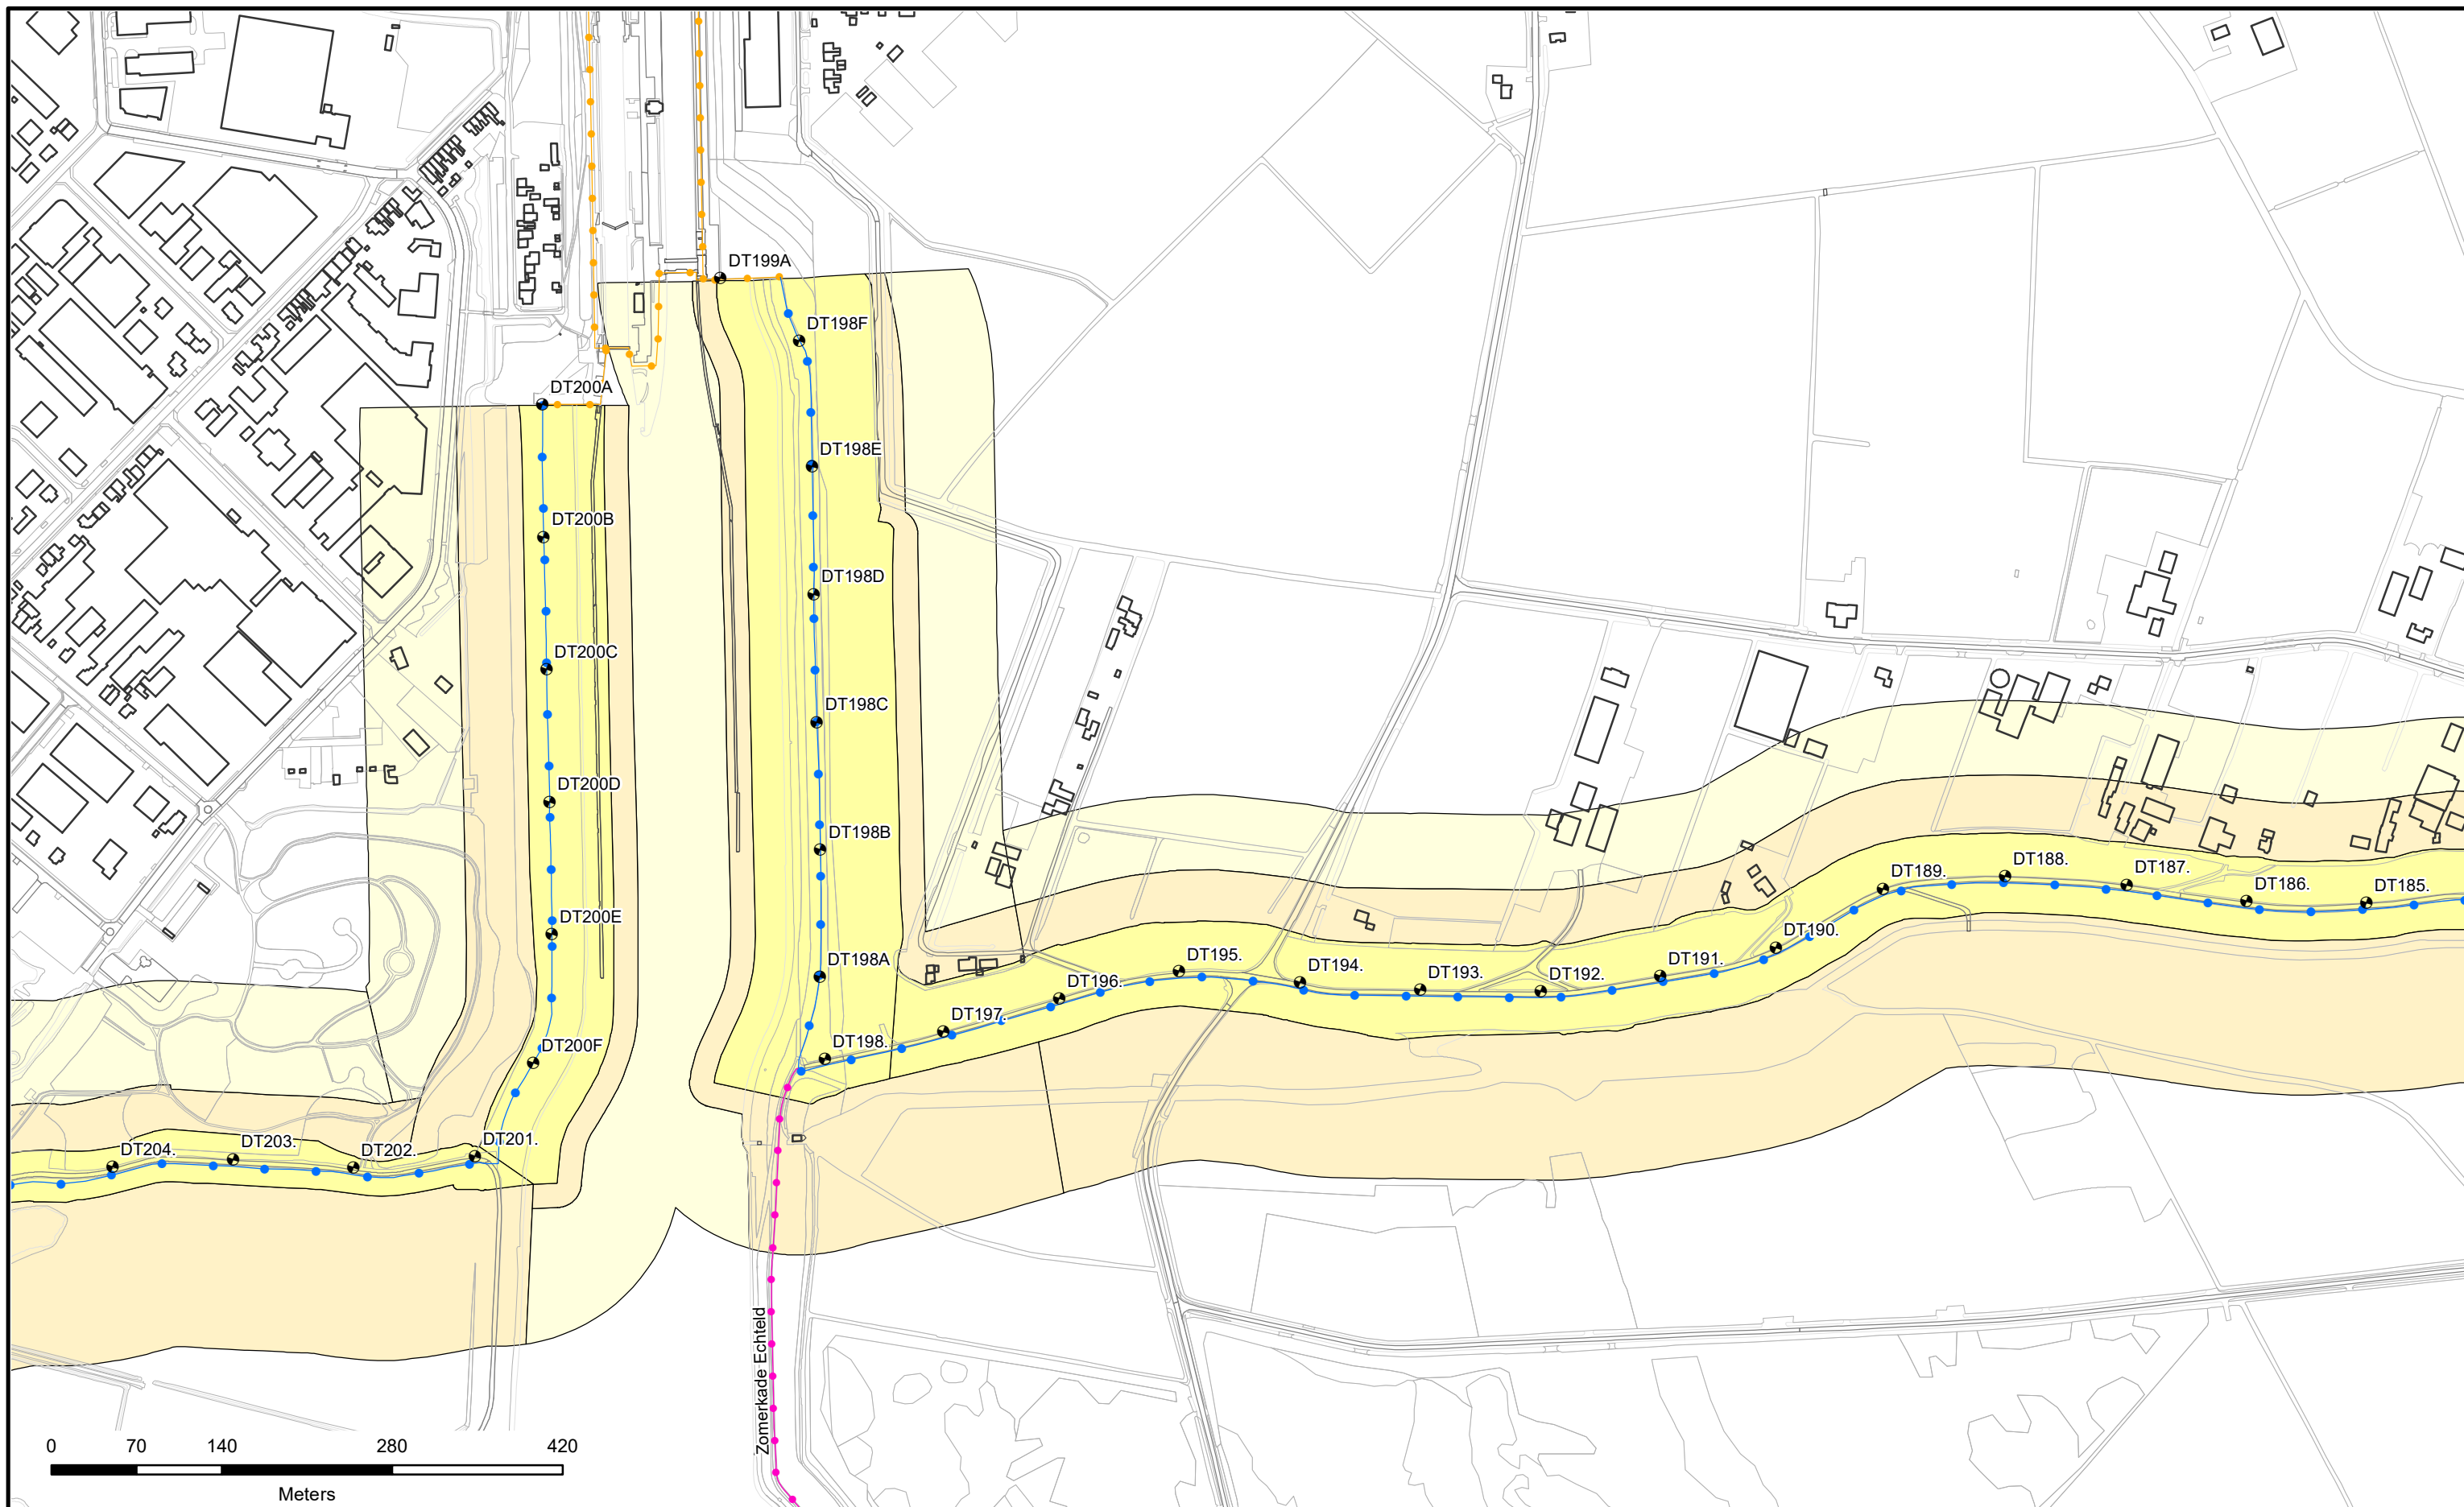 DT199A
DT198F
DT200A
DT198E
DT200B
DT198D
DT200C
DT198C
DT200D
DT198B
DT188.
DT187.
DT189.
DT186.
DT185.
DT200E
DT190.
DT195.
DT198A
DT191.
DT194.
DT193.
DT192.
DT196.
DT197.
DT198.
DT200F
DT201.
DT203.
DT204.
DT202.
Zomerkade Echteld
0 70 140 280 420
Meters